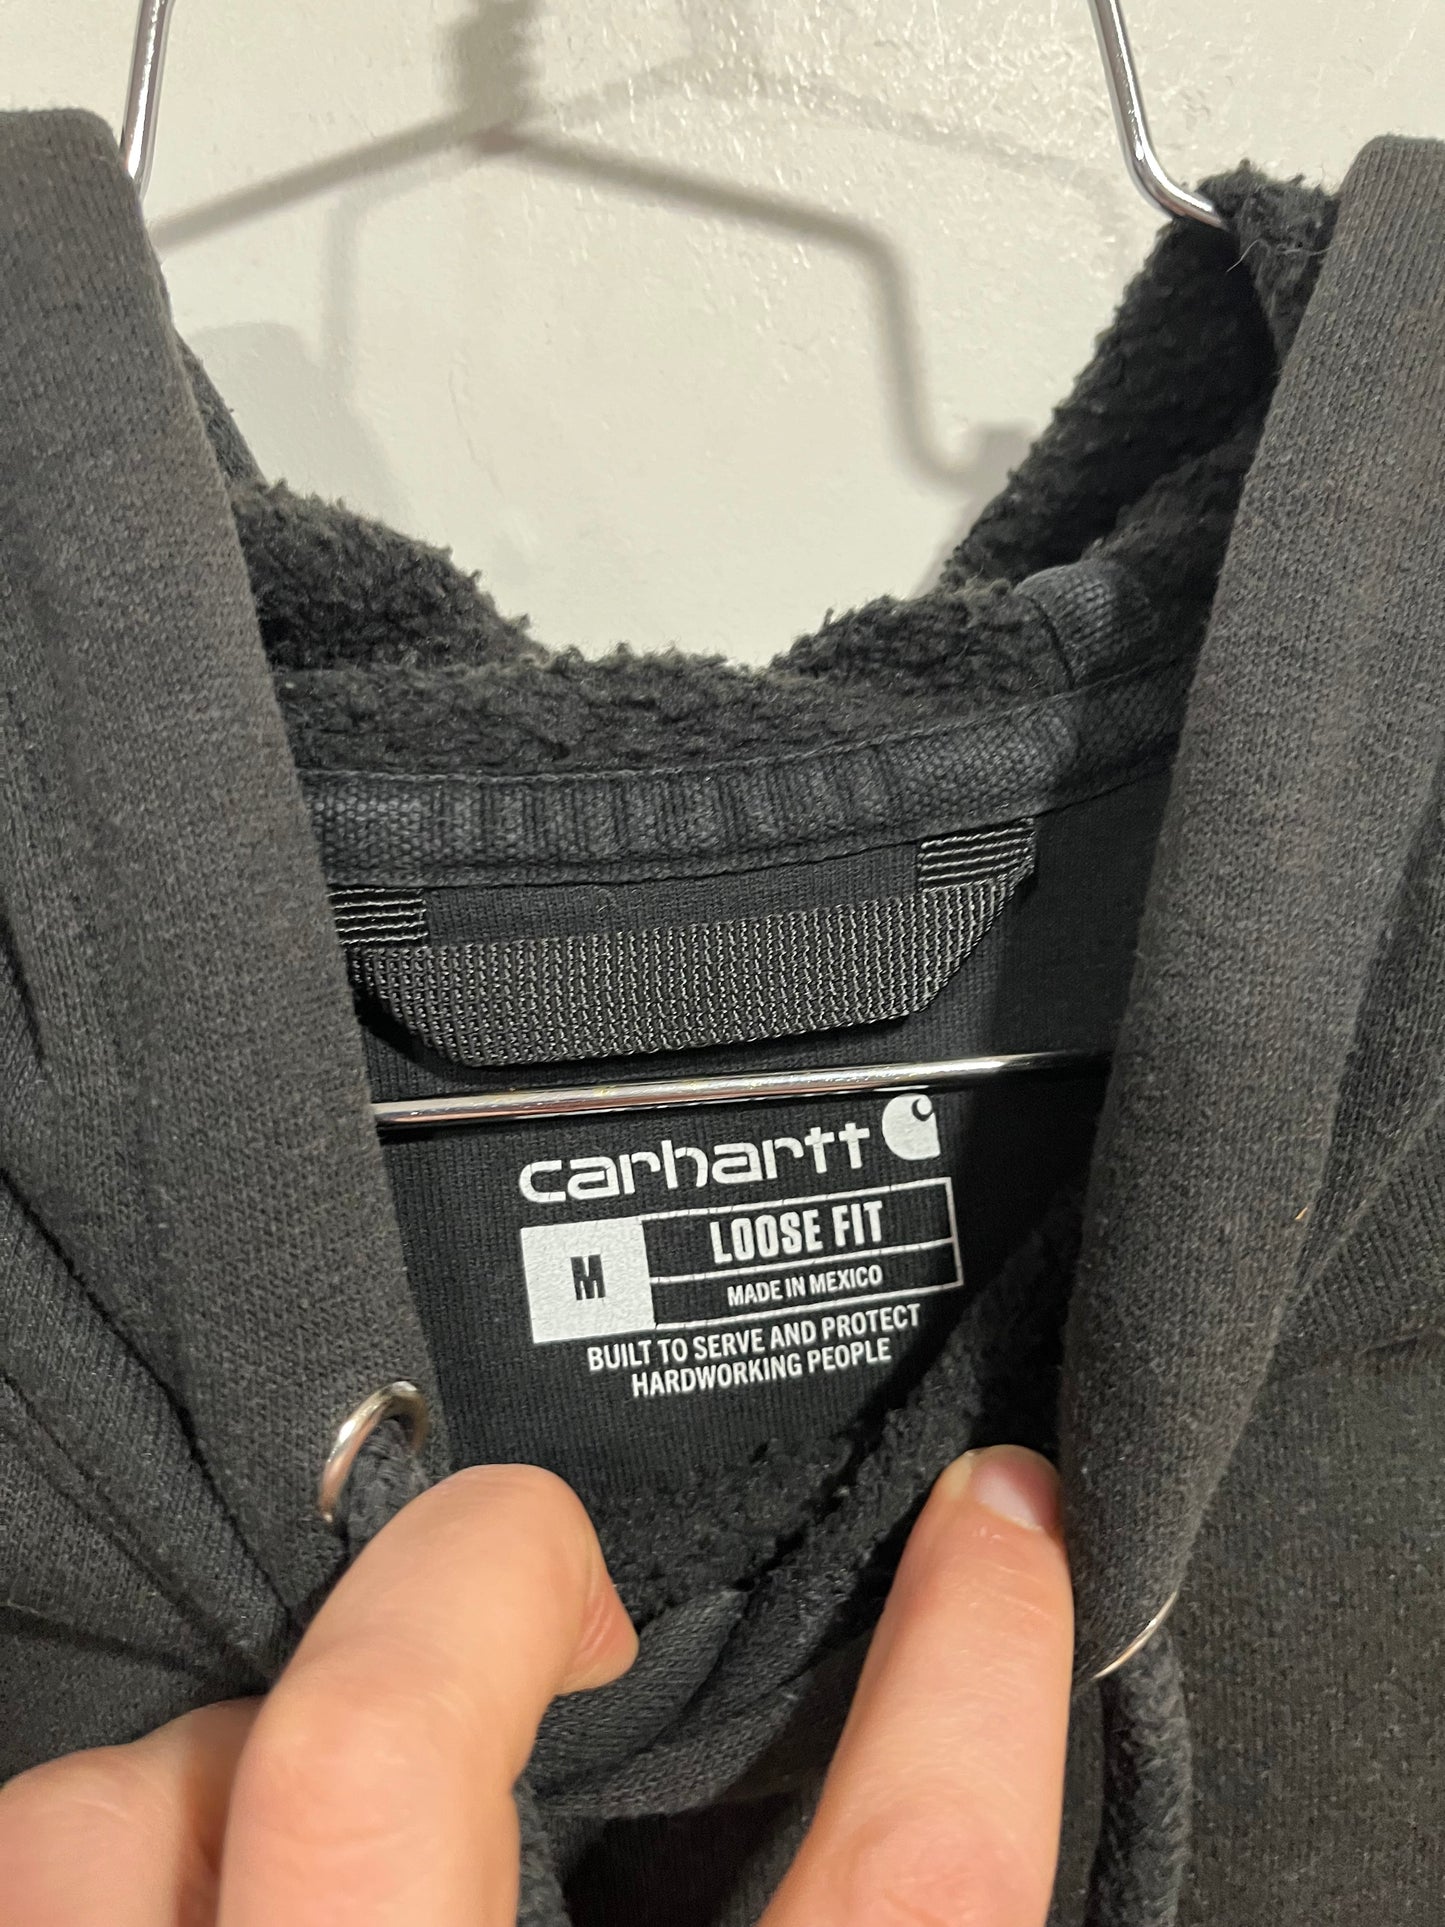 carhartt
M
LOOSE FIT
MADE IN MEXICO
BUILT TO SERVE AND PROTECT
HARDWORKING PEOPLE